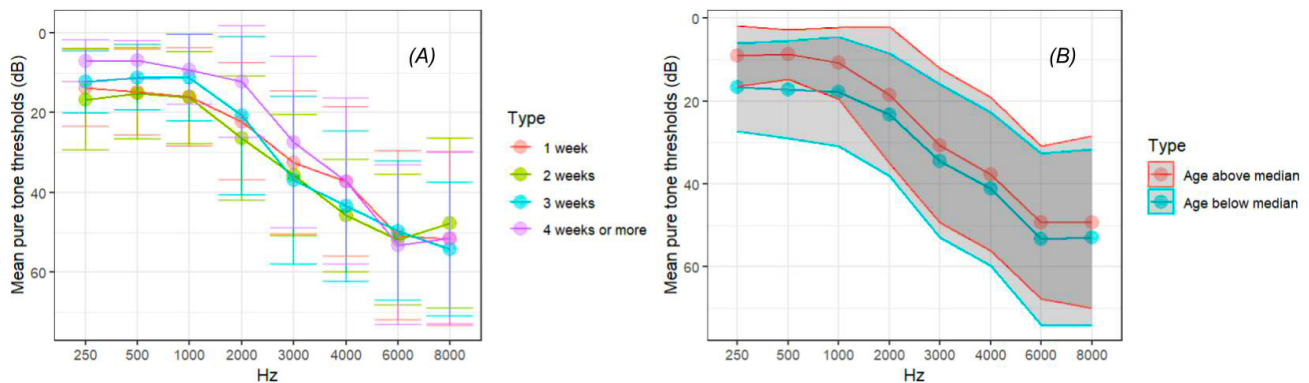 (A)
Mean pure tone thresholds (dB)
0
20
40
60
250 500 1000 2000 3000 4000 6000 8000
Hz
Type
1 week
2 weeks
3 weeks
4 weeks or more
(B)
Mean pure tone thresholds (dB)
0
20
40
60
250 500 1000 2000 3000 4000 6000 8000
Hz
Type
Age above median
Age below median